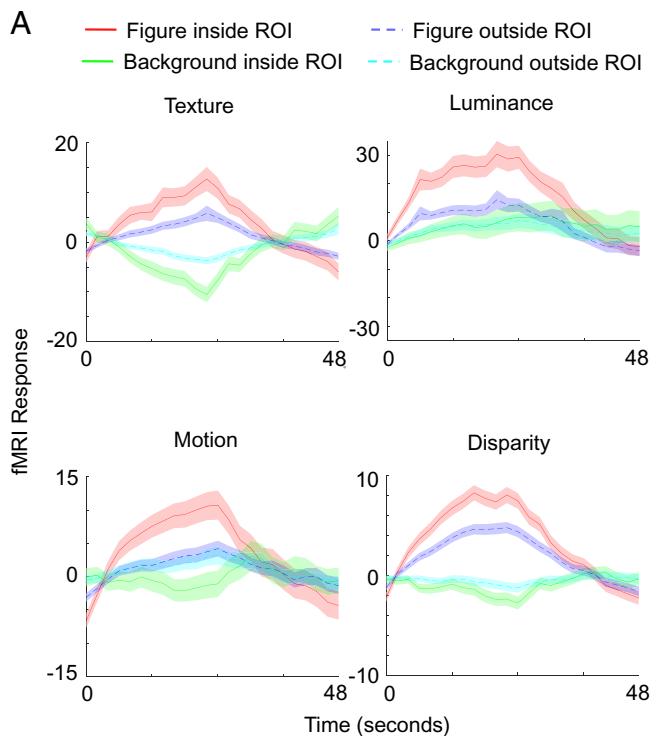 A
Figure inside ROI Figure outside ROI
Background inside ROI Background outside ROI
Texture Luminance
20 30
10
0 0
-20 -30
0 48 0 48
fMRI Response
Motion Disparity
15 10
0 0
-15 -10
0 48 0 48
Time (seconds)